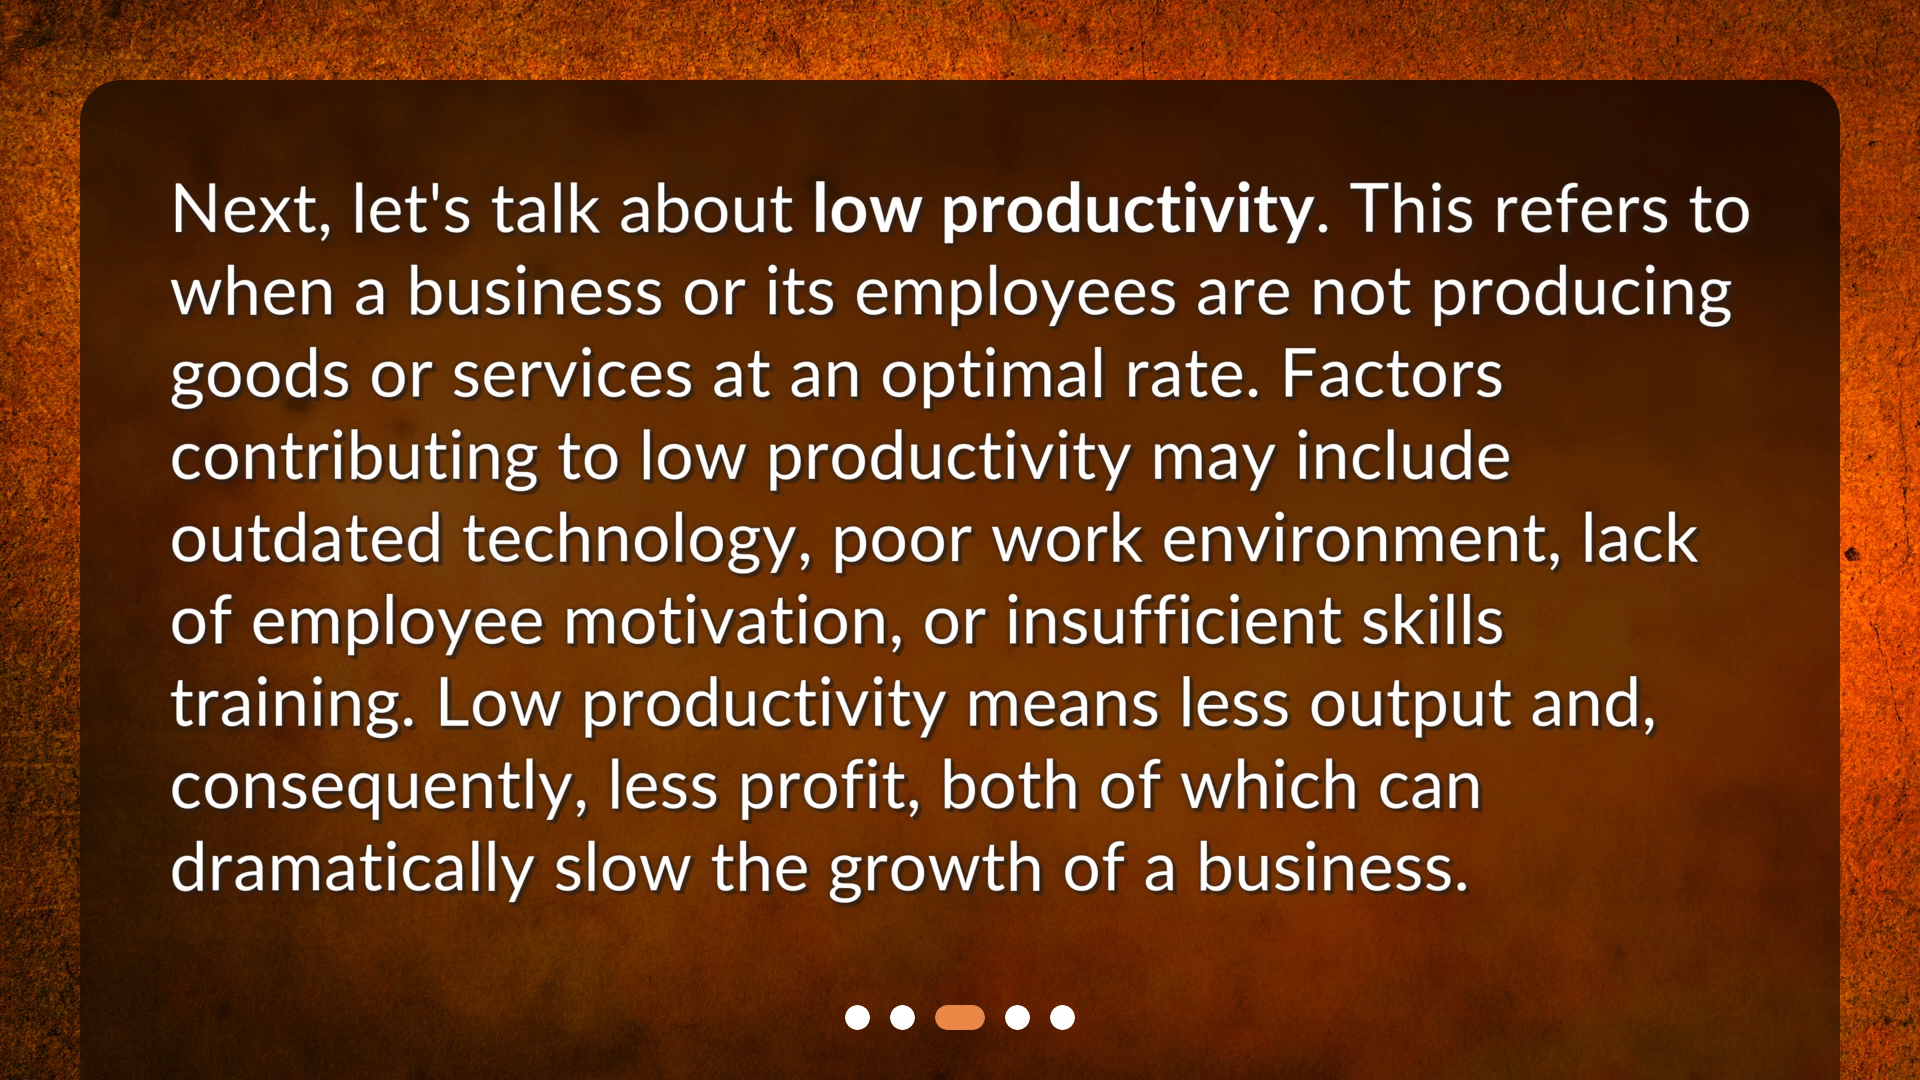 Next, let's talk about low productivity. This refers to
when a business or its employees are not producing
goods or services at an optimal rate. Factors
contributing to low productivity may include
outdated technology, poor work environment, lack
of employee motivation, or insufficient skills
training. Low productivity means less output and,
consequently, less profit, both of which can
dramatically slow the growth of a business.